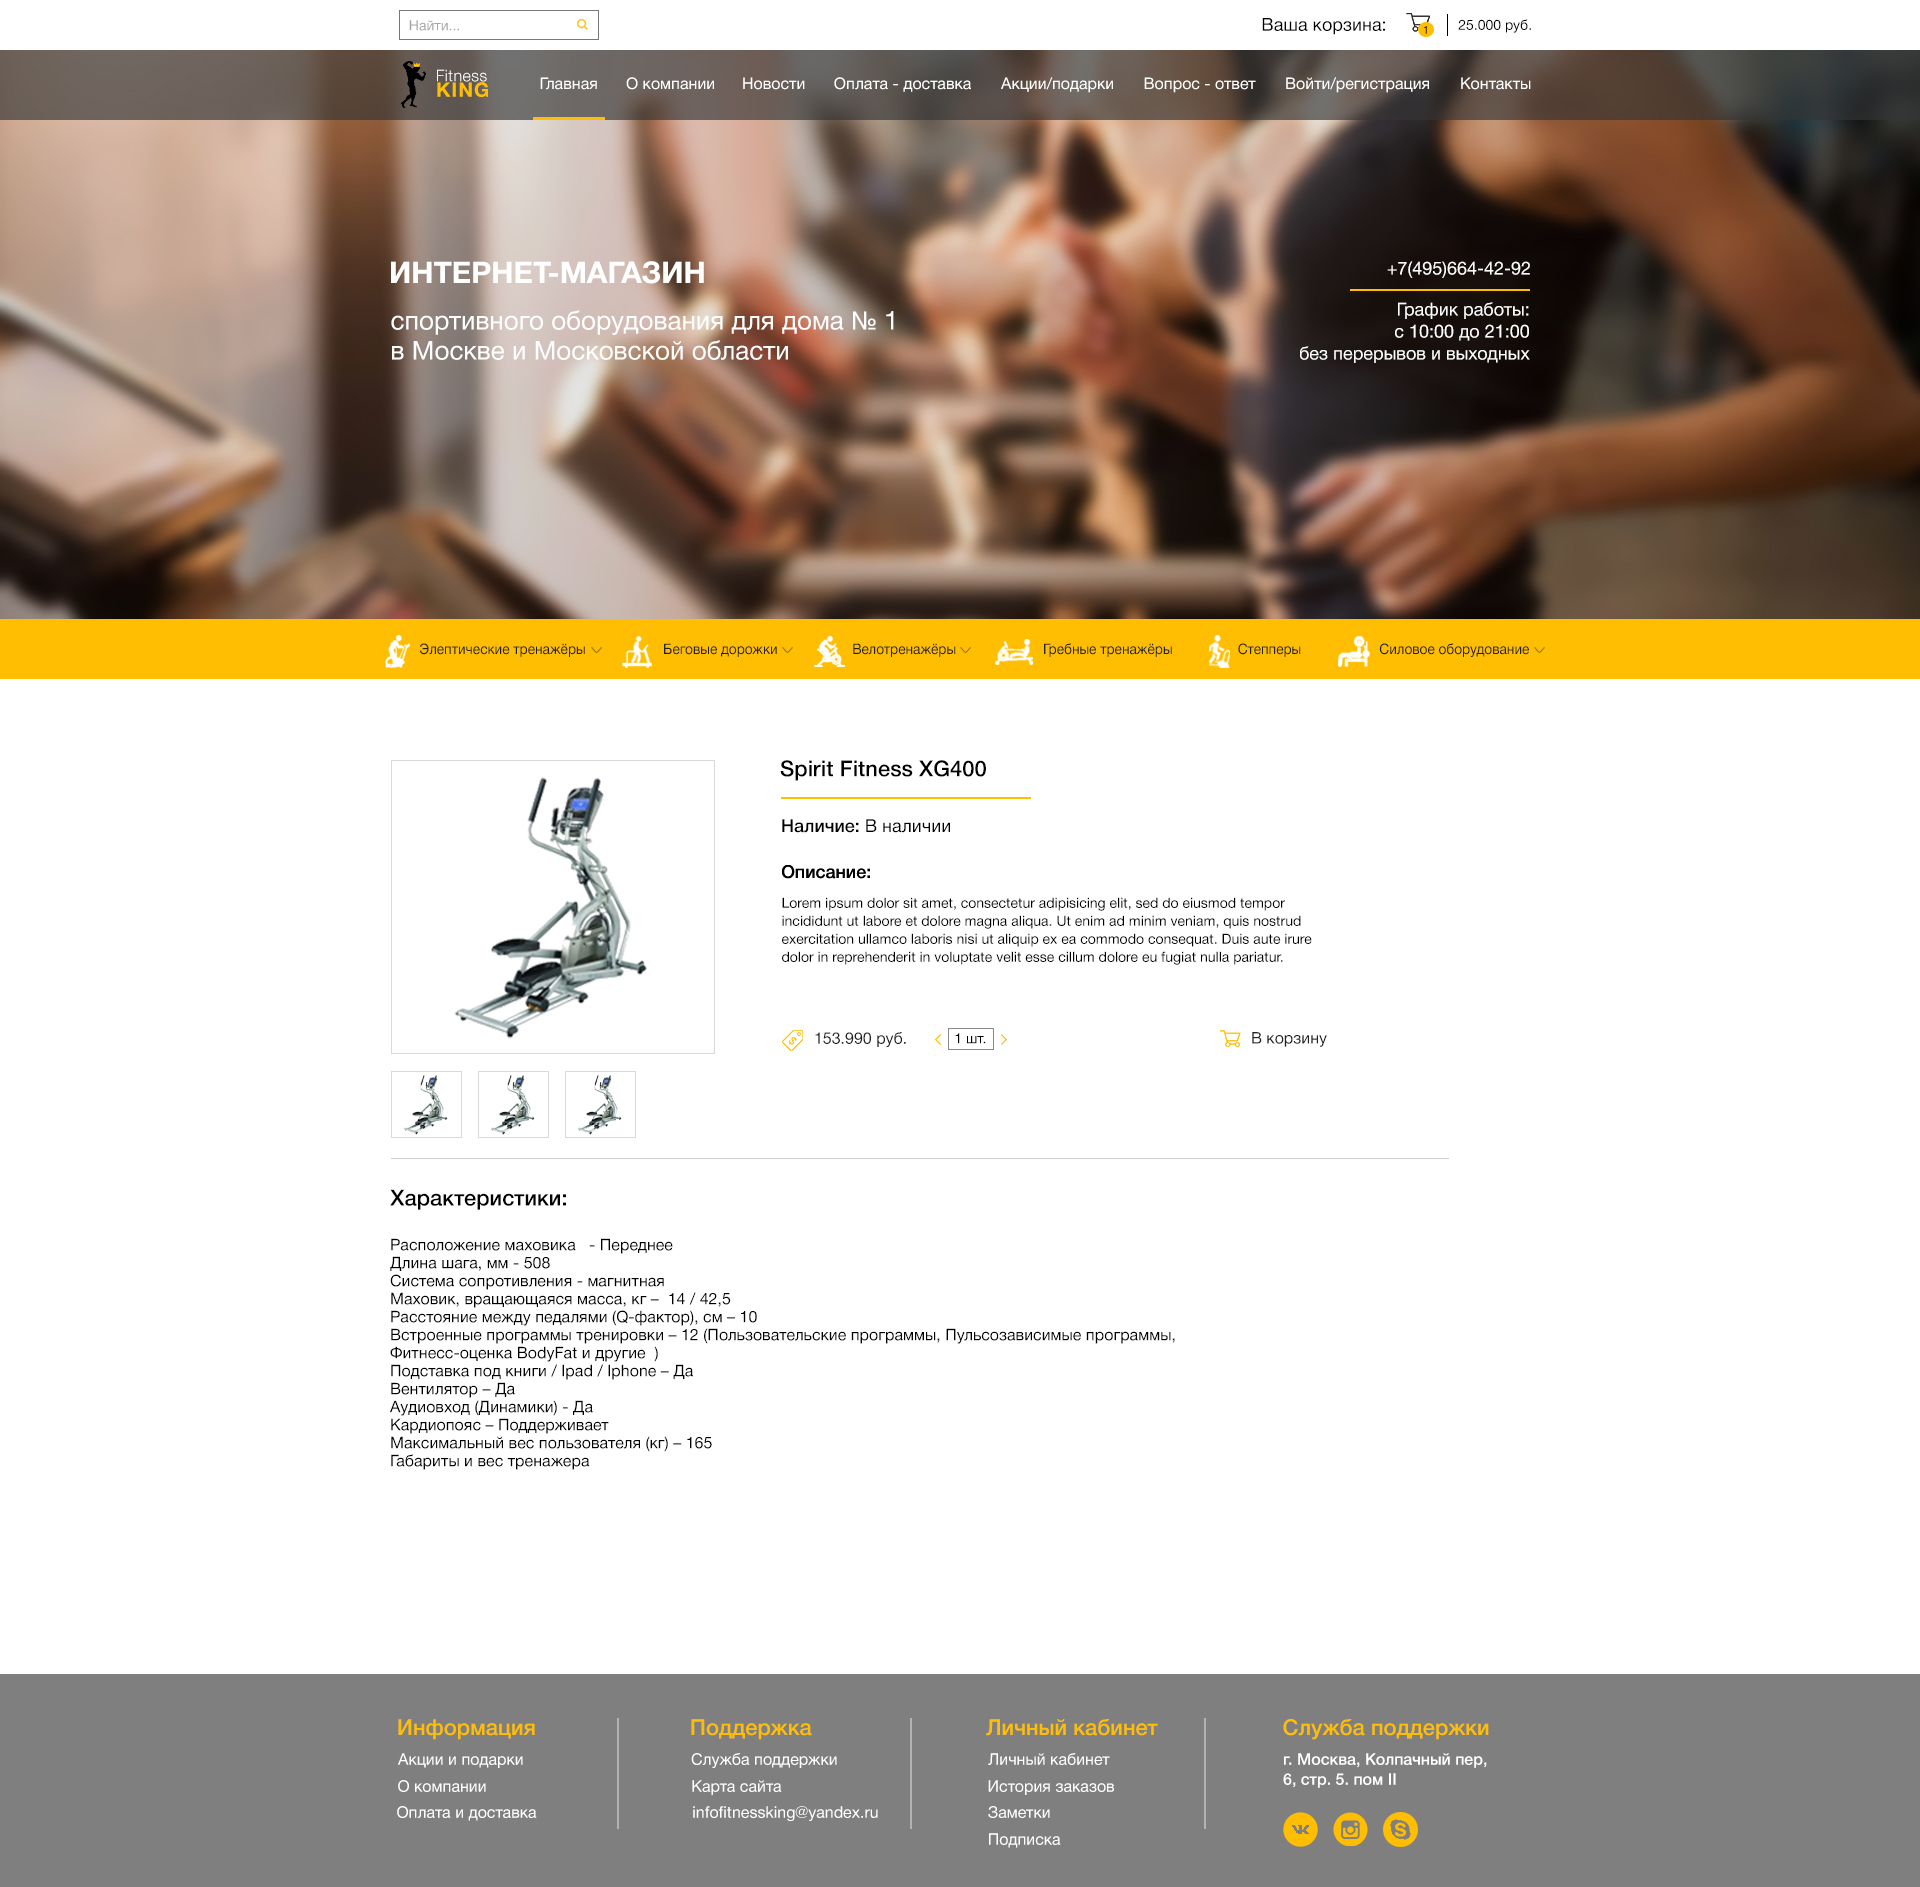 Найти...
Ваша корзина:
1
25.000 руб.
Fitness
KING
Главная
О компании
Новости
Оплата - доставка
Акции/подарки
Вопрос - ответ
Войти/регистрация
Контакты
ИНТЕРНЕТ-МАГАЗИН
спортивного оборудования для дома № 1
в Москве и Московской области
+7(495)664-42-92
График работы:
с 10:00 до 21:00
без перерывов и выходных
Элептические тренажёры
Беговые дорожки
Велотренажёры
Гребные тренажёры
Степперы
Силовое оборудование
Spirit Fitness XG400
Наличие: В наличии
Описание:
Lorem ipsum dolor sit amet, consectetur adipisicing elit, sed do eiusmod tempor
incididunt ut labore et dolore magna aliqua. Ut enim ad minim veniam, quis nostrud
exercitation ullamco laboris nisi ut aliquip ex ea commodo consequat. Duis aute irure
dolor in reprehenderit in voluptate velit esse cillum dolore eu fugiat nulla pariatur.
153.990 руб.
1 шт.
В корзину
Характеристики:
Расположение маховика - Переднее
Длина шага, мм - 508
Система сопротивления - магнитная
Маховик, вращающаяся масса, кг – 14 / 42,5
Расстояние между педалями (Q-фактор), см – 10
Встроенные программы тренировки – 12 (Пользовательские программы, Пульсозависимые программы,
Фитнесс-оценка BodyFat и другие )
Подставка под книги / Ipad / Iphone – Да
Вентилятор – Да
Аудиовход (Динамики) - Да
Кардиопояс – Поддерживает
Максимальный вес пользователя (кг) – 165
Габариты и вес тренажера
Информация
Акции и подарки
О компании
Оплата и доставка
Поддержка
Служба поддержки
Карта сайта
infofitnessking@yandex.ru
Личный кабинет
Личный кабинет
История заказов
Заметки
Подписка
Служба поддержки
г. Москва, Колпачный пер,
6, стр. 5. пом II